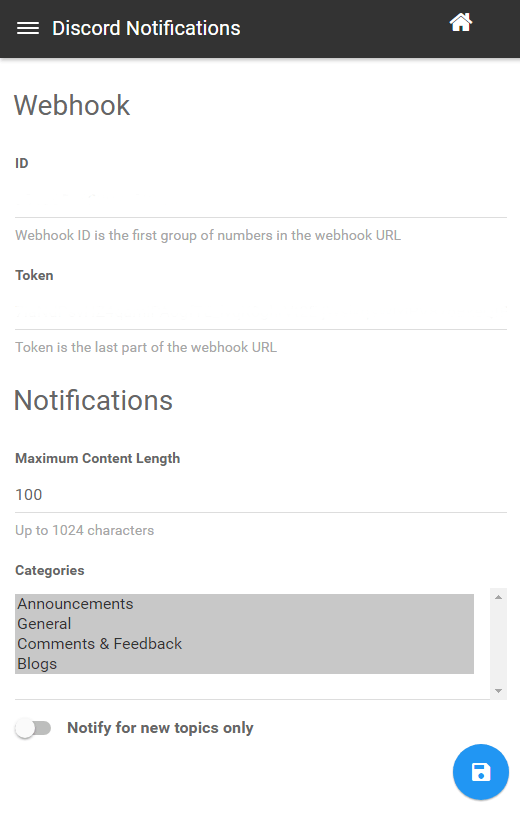 Discord Notifications
Webhook
ID
Webhook ID is the first group of numbers in the webhook URL
Token
Token is the last part of the webhook URL
Notifications
Maximum Content Length
100
Up to 1024 characters
Categories
Announcements
General
Comments & Feedback
Blogs
Notify for new topics only